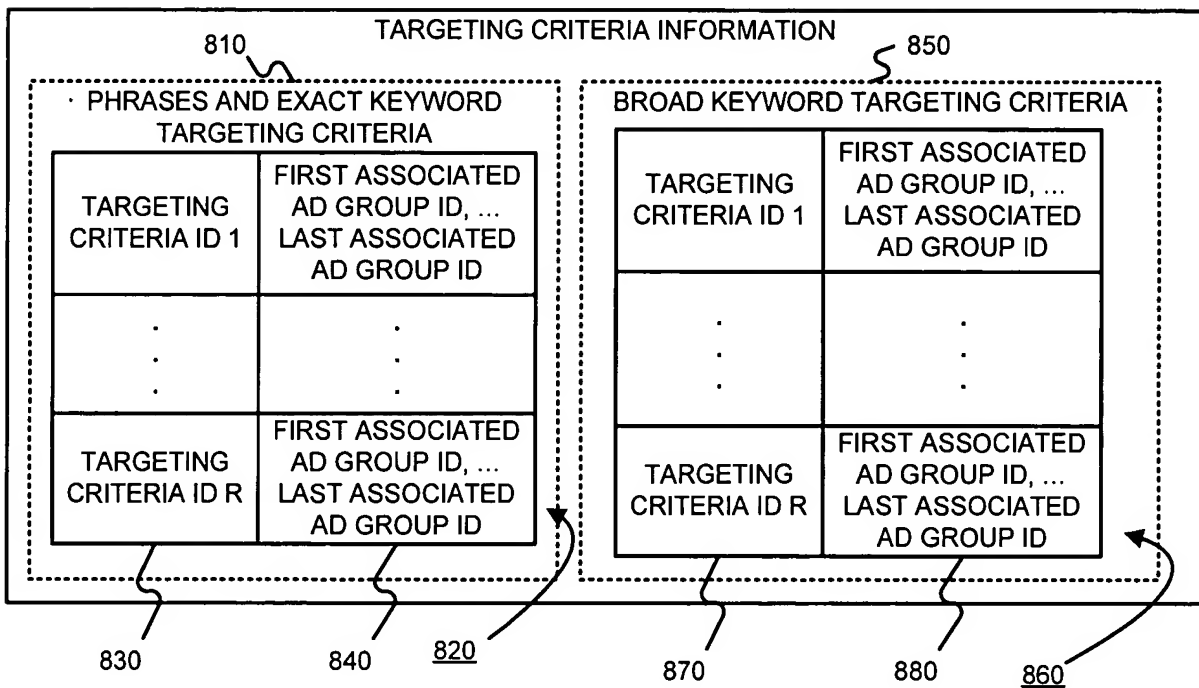 TARGETING CRITERIA INFORMATION
810
850
PHRASES AND EXACT KEYWORD
TARGETING CRITERIA
TARGETING
CRITERIA ID 1
FIRST ASSOCIATED
AD GROUP ID, ...
LAST ASSOCIATED
AD GROUP ID
.
.
.
.
.
.
TARGETING
CRITERIA ID R
FIRST ASSOCIATED
AD GROUP ID, ...
LAST ASSOCIATED
AD GROUP ID
BROAD KEYWORD TARGETING CRITERIA
TARGETING
CRITERIA ID 1
FIRST ASSOCIATED
AD GROUP ID, ...
LAST ASSOCIATED
AD GROUP ID
.
.
.
.
.
.
TARGETING
CRITERIA ID R
FIRST ASSOCIATED
AD GROUP ID, ...
LAST ASSOCIATED
AD GROUP ID
830
840
820
870
880
860